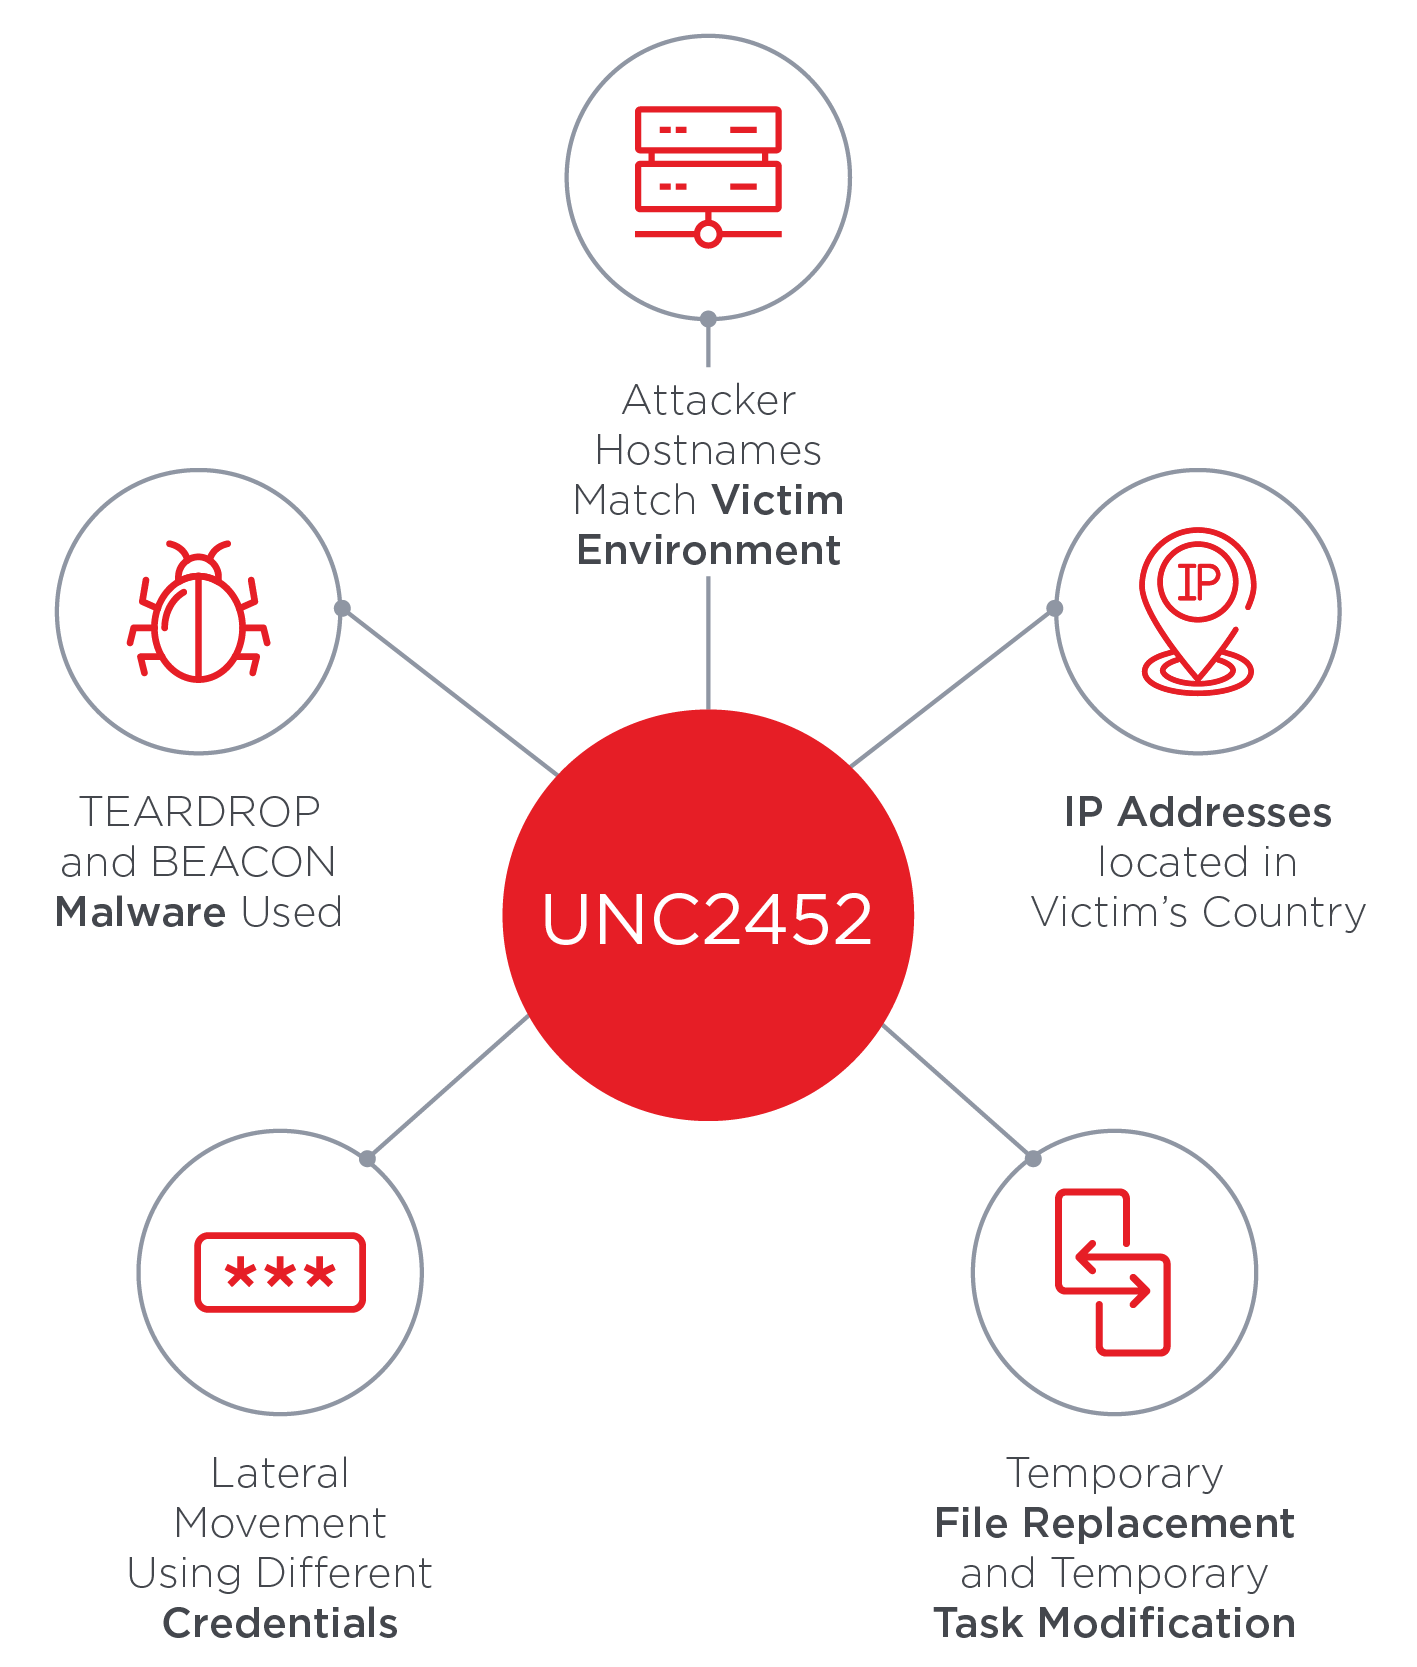 Attacker
Hostnames
Match Victim
Environment
IP
TEARDROP
and BEACON
Malware Used
IP Addresses
located in
Victim's Country
UNC2452
***
Lateral
Movement
Using Different
Credentials
Temporary
File Replacement
and Temporary
Task Modification